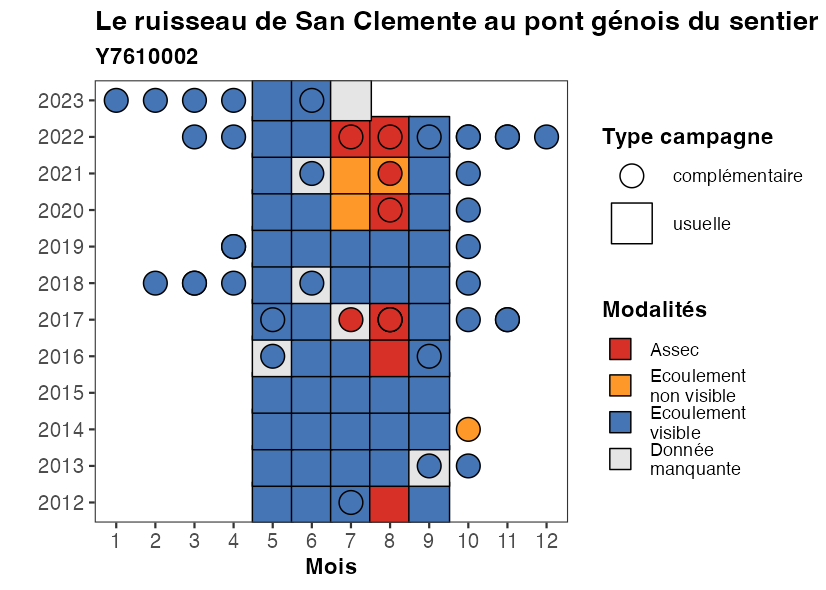 Le ruisseau de San Clemente au pont génois du sentier
Y7610002
2023
2022
2021
2020
2019
2018
2017
2016
2015
2014
2013
2012
1 2 3 4 5 6 7 8 9 10 11 12
Mois
Type campagne
complémentaire
usuelle
Modalités
Assec
Ecoulement
non visible
Ecoulement
visible
Donnée
manquante